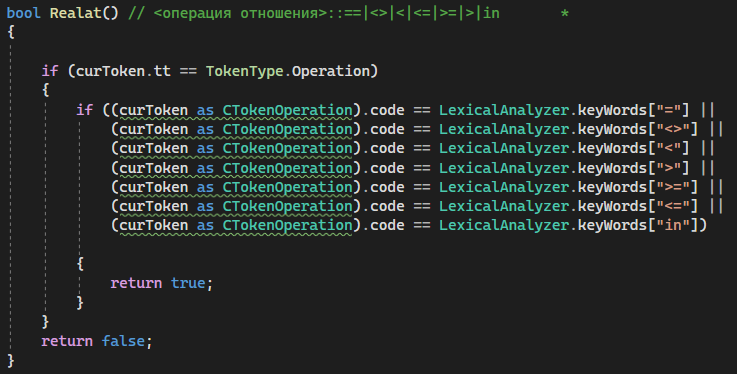 bool Realat() // <операция отношения>::==|<>|<|<=|>=|>|in       *
{
    if (curToken.tt == TokenType.Operation)
    {
        if ((curToken as CTokenOperation).code == LexicalAnalyzer.keyWords["="] ||
            (curToken as CTokenOperation).code == LexicalAnalyzer.keyWords["<>"] ||
            (curToken as CTokenOperation).code == LexicalAnalyzer.keyWords["<"] ||
            (curToken as CTokenOperation).code == LexicalAnalyzer.keyWords[">"] ||
            (curToken as CTokenOperation).code == LexicalAnalyzer.keyWords[">="] ||
            (curToken as CTokenOperation).code == LexicalAnalyzer.keyWords["<="] ||
            (curToken as CTokenOperation).code == LexicalAnalyzer.keyWords["in"])
        {
            return true;
        }
    }
    return false;
}